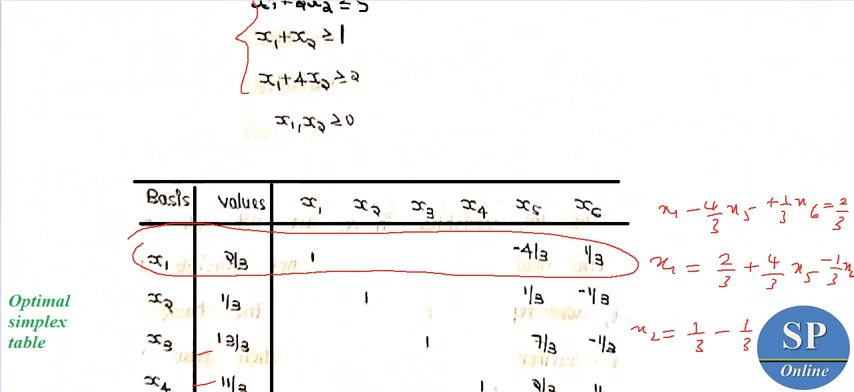 x₁+x₂ ≥ 1
x₁+4x₂ ≥ 2
x₁, x₂ ≥ 0
Basis values x₁ x₂ x₃ x₄ x₅ x₆
x₁ 2/3 1 -4/3 1/3
x₂ 1/3 1 1/3 -1/3
x₃ 13/3 1 7/3 -1/3
x₄ 11/3 1
x₁ - 4/3 x₅ + 1/3 x₆ = 2/3
x₁ = 2/3 + 4/3 x₅ - 1/3
x₂ = 1/3 - 1/3
Optimal
simplex
table
SP
Online